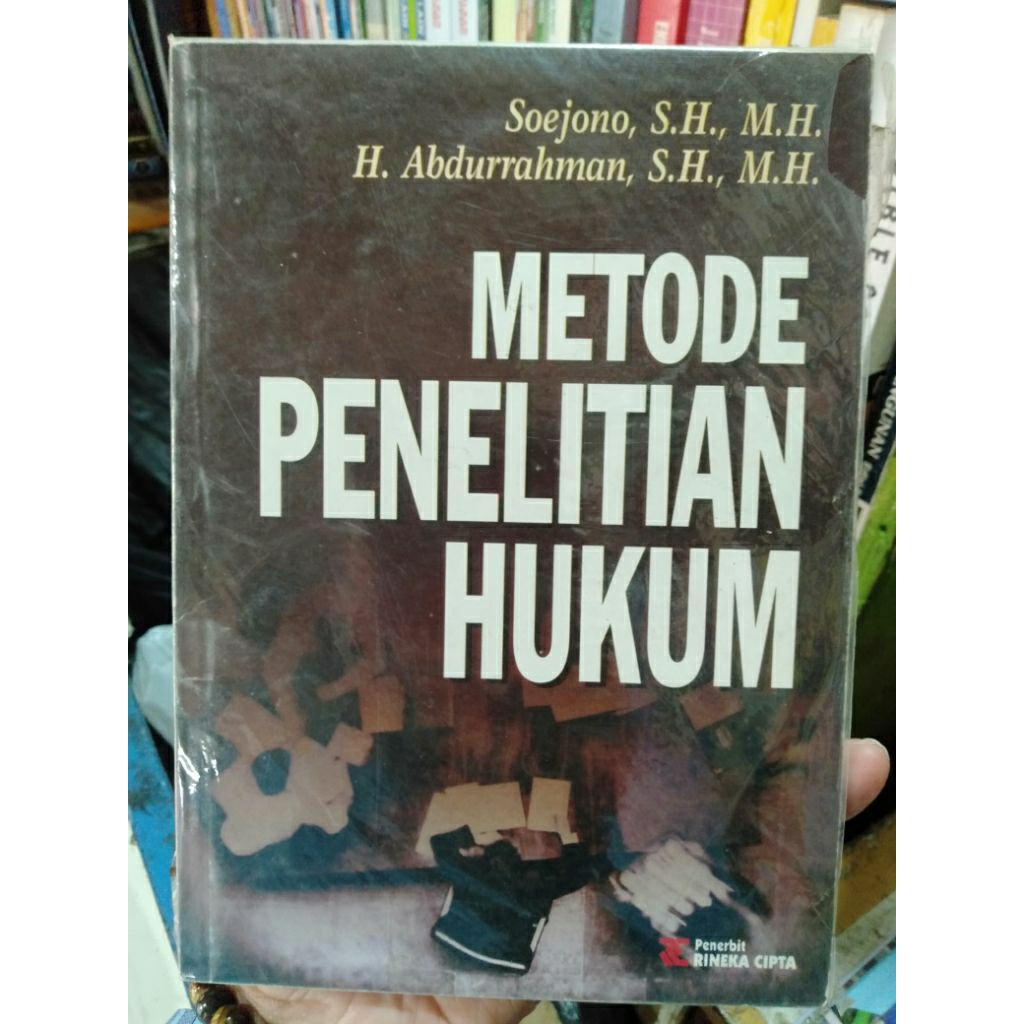 Soejono, S.H., M.H.
H. Abdurrahman, S.H., M.H.
METODE
PENELITIAN
HUKUM
Penerbit
RINEKA CIPTA